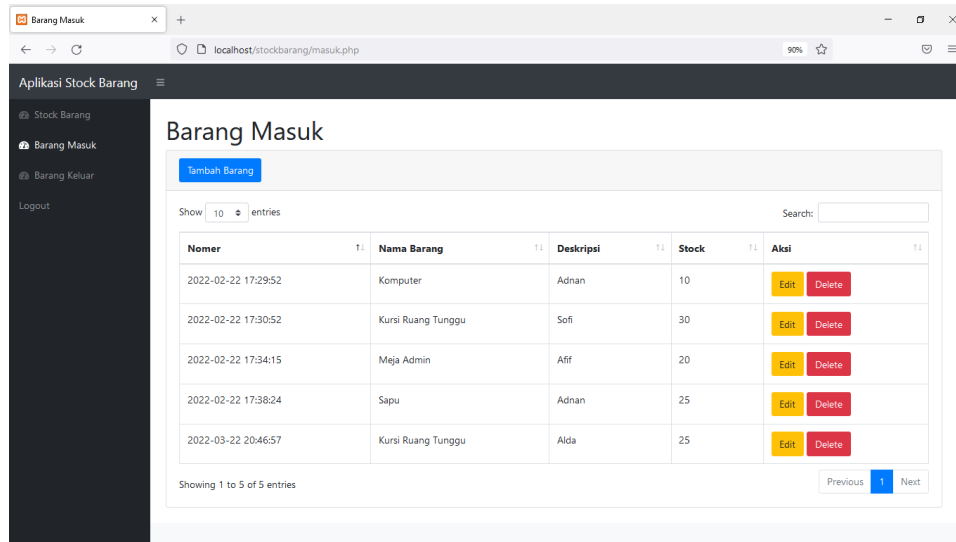 Barang Masuk
localhost/stockbarang/masuk.php
90%
Aplikasi Stock Barang
Stock Barang
Barang Masuk
Barang Keluar
Logout
Barang Masuk
Tambah Barang
Show 10 entries
Search:
Nomer Nama Barang Deskripsi Stock Aksi
2022-02-22 17:29:52 Komputer Adnan 10 Edit Delete
2022-02-22 17:30:52 Kursi Ruang Tunggu Sofi 30 Edit Delete
2022-02-22 17:34:15 Meja Admin Afif 20 Edit Delete
2022-02-22 17:38:24 Sapu Adnan 25 Edit Delete
2022-03-22 20:46:57 Kursi Ruang Tunggu Alda 25 Edit Delete
Showing 1 to 5 of 5 entries
Previous 1 Next